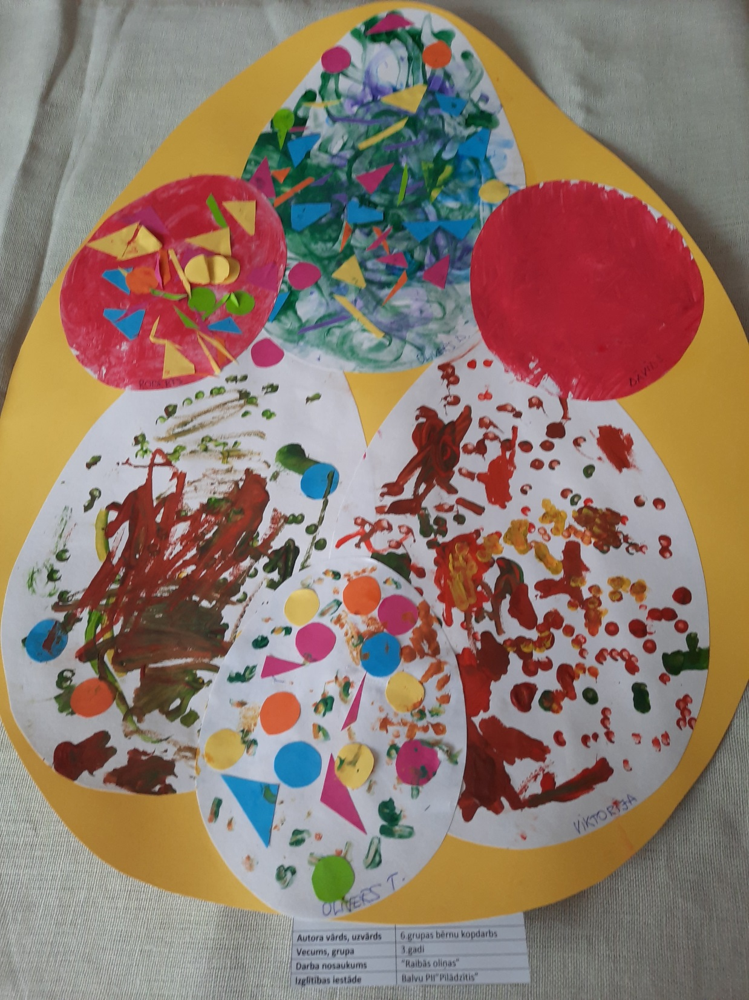 OLIVERS D.
ROBERTS
DĀVIDS
VIKTORIJA
OLIVERS T.
Autora vārds, uzvārds 6.grupas bērnu kopdarbs
Vecums, grupa 3.gadi
Darba nosaukums "Raibās oliņas"
Izglītības iestāde Balvu PII"Pīlādzītis"